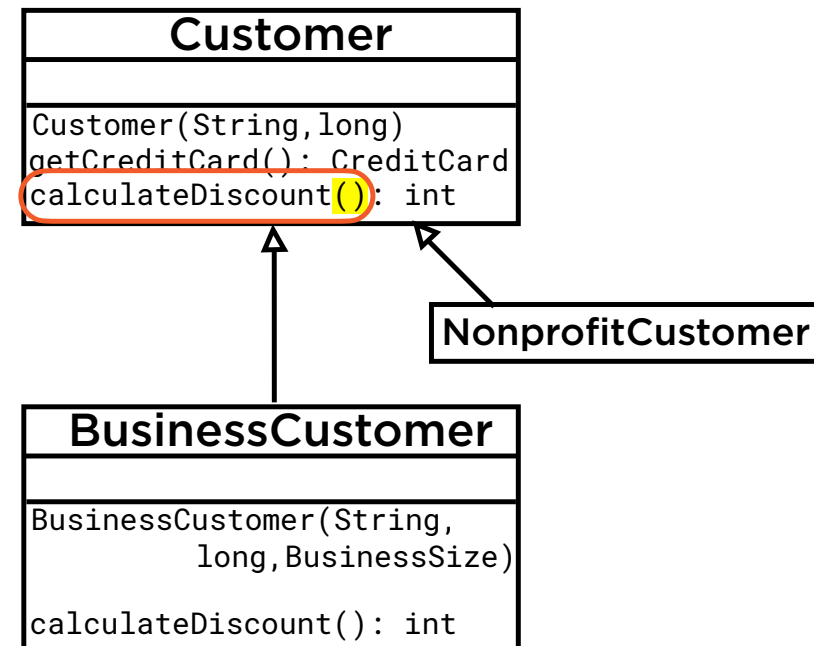 Customer
Customer(String,long)
getCreditCard(): CreditCard
calculateDiscount(): int
NonprofitCustomer
BusinessCustomer
BusinessCustomer(String,
long,BusinessSize)
calculateDiscount(): int